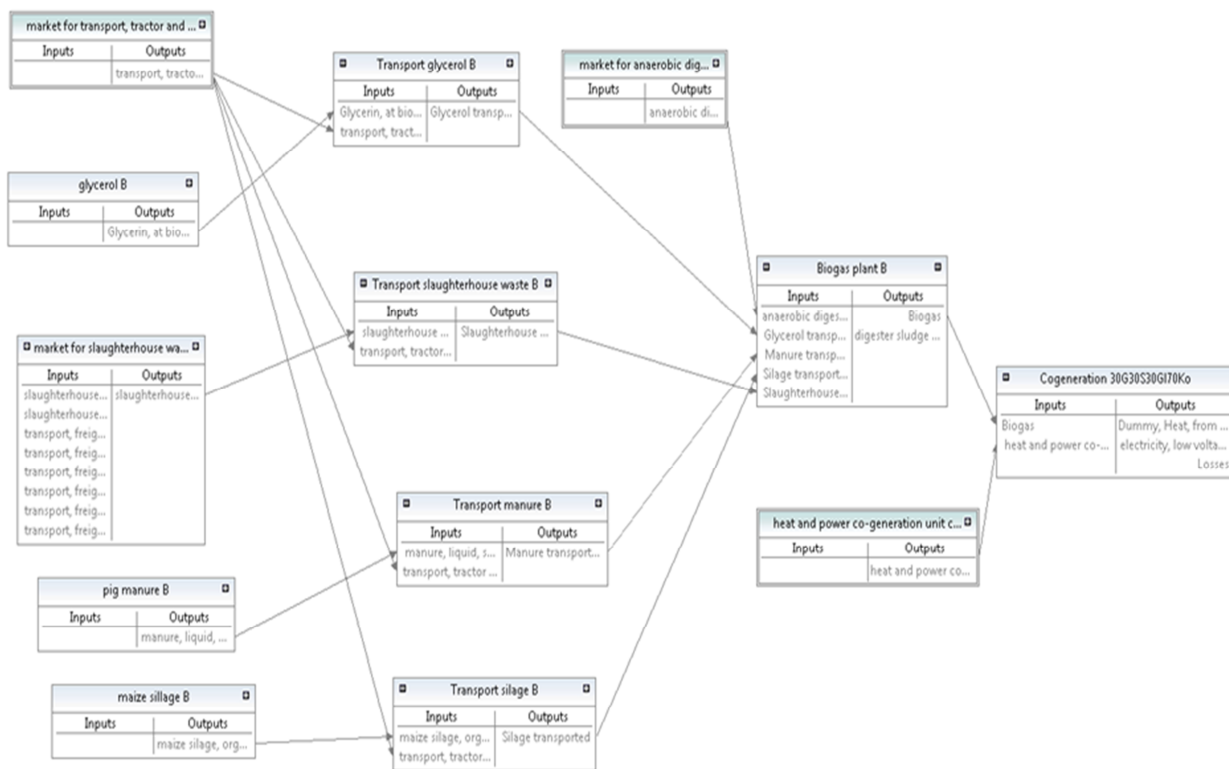 market for transport, tractor and ...
Inputs Outputs
transport, tracto...
Transport glycerol B
Inputs Outputs
Glycerin, at bio... Glycerol transp...
transport, tract...
market for anaerobic dig...
Inputs Outputs
anaerobic di...
glycerol B
Inputs Outputs
Glycerin, at bio...
Transport slaughterhouse waste B
Inputs Outputs
slaughterhouse ... Slaughterhouse ...
transport, tractor...
Biogas plant B
Inputs Outputs
anaerobic diges... Biogas
Glycerol transp... digester sludge ...
Manure transp...
Silage transport...
Slaughterhouse...
market for slaughterhouse wa...
Inputs Outputs
slaughterhouse... slaughterhouse...
slaughterhouse...
transport, freig...
transport, freig...
transport, freig...
transport, freig...
transport, freig...
transport, freig...
Cogeneration 30G30S30Gl70Ko
Inputs Outputs
Biogas Dummy, Heat, from ...
heat and power co-... electricity, low volta...
Losses
Transport manure B
Inputs Outputs
manure, liquid, s... Manure transport...
transport, tractor ...
heat and power co-generation unit c...
Inputs Outputs
heat and power co...
pig manure B
Inputs Outputs
manure, liquid, ...
maize sillage B
Inputs Outputs
maize silage, org...
Transport silage B
Inputs Outputs
maize silage, org... Silage transported
transport, tractor...